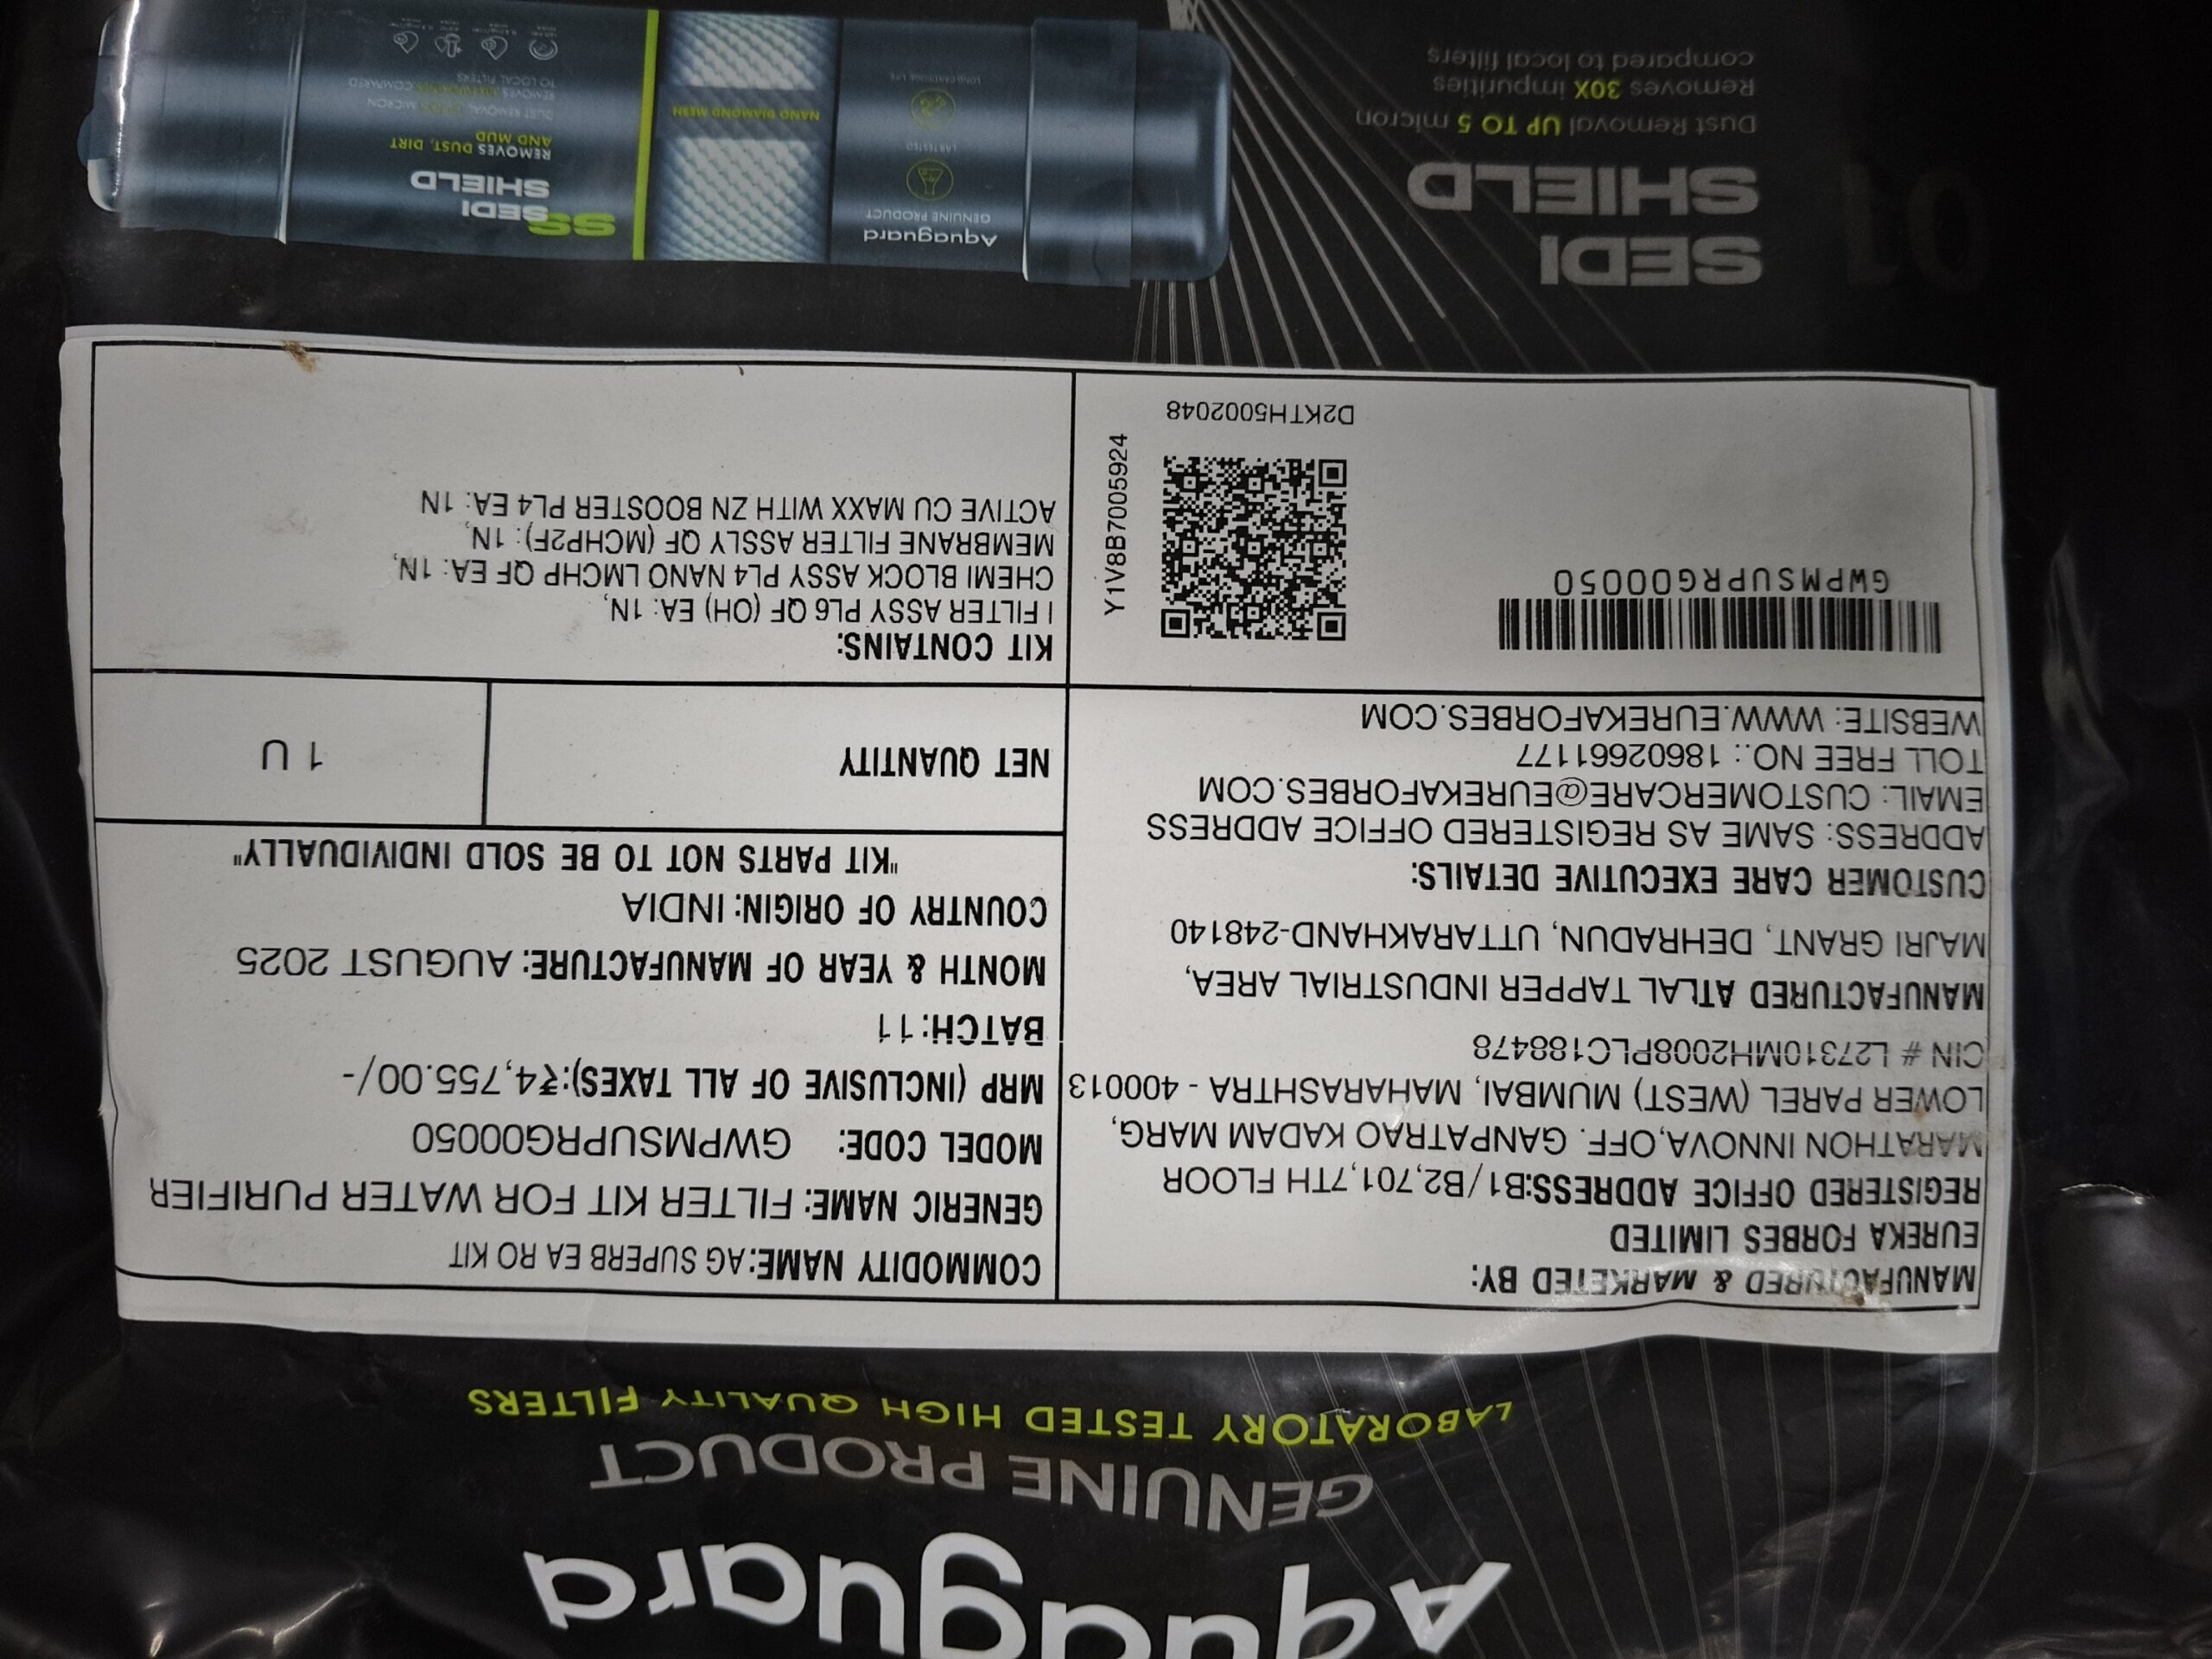 Aquaguard
GENUINE PRODUCT
LABORATORY TESTED HIGH QUALITY FILTERS
MANUFACTURED & MARKETED BY:
EUREKA FORBES LIMITED
REGISTERED OFFICE ADDRESS:B1/B2,701,7TH FLOOR
MARATHON INNOVA,OFF. GANPATRAO KADAM MARG,
LOWER PAREL (WEST) MUMBAI, MAHARASHTRA - 400013
CIN # L27310MH2008PLC188478
MANUFACTURED AT:LAL TAPPER INDUSTRIAL AREA,
MAJRI GRANT, DEHRADUN, UTTARAKHAND-248140
CUSTOMER CARE EXECUTIVE DETAILS:
ADDRESS: SAME AS REGISTERED OFFICE ADDRESS
EMAIL: CUSTOMERCARE@EUREKAFORBES.COM
TOLL FREE NO.: 18602661177
WEBSITE: WWW.EUREKAFORBES.COM
GWPMSUPRG00050
Y1V8B7005924
D2KTH5002048
COMMODITY NAME:AG SUPERB EA RO KIT
GENERIC NAME: FILTER KIT FOR WATER PURIFIER
MODEL CODE: GWPMSUPRG00050
MRP (INCLUSIVE OF ALL TAXES):₹4,755.00/-
BATCH:11
MONTH & YEAR OF MANUFACTURE: AUGUST 2025
COUNTRY OF ORIGIN: INDIA
"KIT PARTS NOT TO BE SOLD INDIVIDUALLY"
NET QUANTITY 1 U
KIT CONTAINS:
I FILTER ASSY PL6 QF (OH) EA: 1N,
CHEMI BLOCK ASSY PL4 NANO LMCHP QF EA: 1N,
MEMBRANE FILTER ASSLY QF (MCHP2F): 1N,
ACTIVE CU MAXX WITH ZN BOOSTER PL4 EA: 1N
01
SEDI
SHIELD
Dust Removal UP TO 5 micron
Removes 30X impurities
compared to local filters
Aquaguard
GENUINE PRODUCT
LAB TESTED
LONG CARTRIDGE LIFE
NANO DIAMOND MESH
SS
SEDI
SHIELD
REMOVES DUST, DIRT
AND MUD